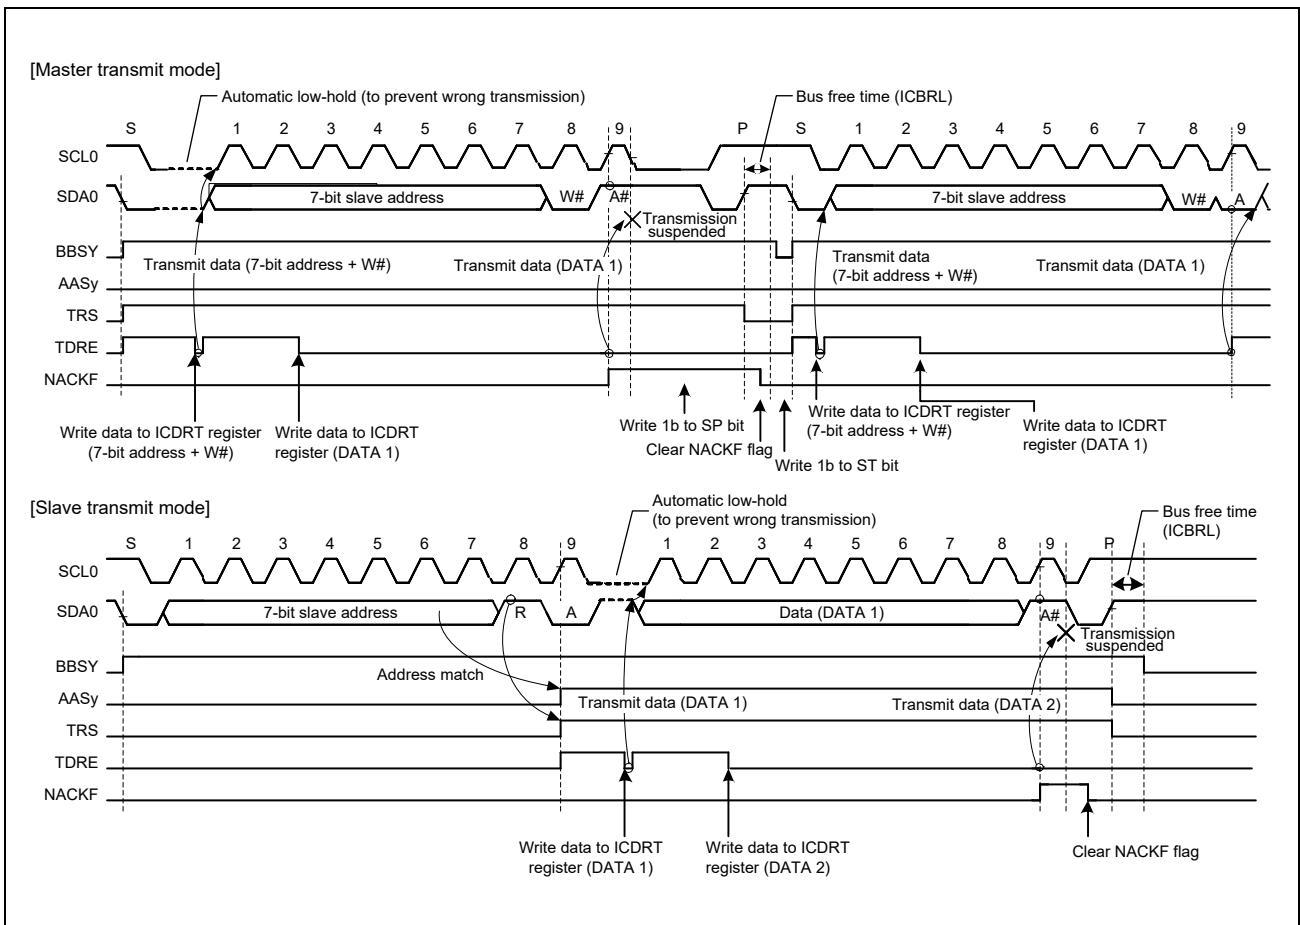 [Master transmit mode]
Automatic low-hold (to prevent wrong transmission)
Bus free time (ICBRL)
S 1 2 3 4 5 6 7 8 9 P S 1 2 3 4 5 6 7 8 9
SCL0
SDA0 7-bit slave address W# A# 7-bit slave address W# A
Transmission
suspended
BBSY
Transmit data (7-bit address + W#) Transmit data (DATA 1) Transmit data
(7-bit address + W#) Transmit data (DATA 1)
AASy
TRS
TDRE
NACKF
Write data to ICDRT register
(7-bit address + W#)
Write data to ICDRT
register (DATA 1)
Write 1b to SP bit
Clear NACKF flag
Write 1b to ST bit
Write data to ICDRT register
(7-bit address + W#)
Write data to ICDRT
register (DATA 1)
[Slave transmit mode]
Automatic low-hold
(to prevent wrong transmission)
Bus free time
(ICBRL)
S 1 2 3 4 5 6 7 8 9 1 2 3 4 5 6 7 8 9 P
SCL0
SDA0 7-bit slave address R A Data (DATA 1) A#
Transmission
suspended
BBSY
Address match
AASy
Transmit data (DATA 1) Transmit data (DATA 2)
TRS
TDRE
NACKF
Write data to ICDRT
register (DATA 1)
Write data to ICDRT
register (DATA 2)
Clear NACKF flag